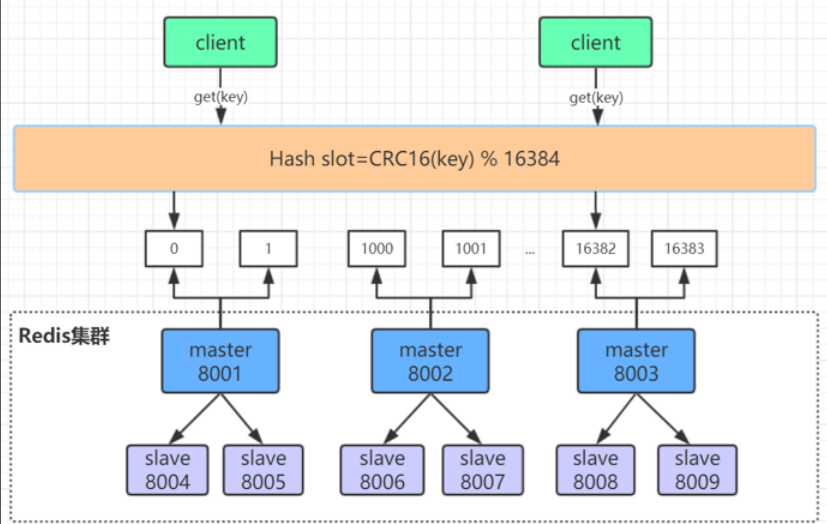 client
client
get(key)
get(key)
Hash slot=CRC16(key) % 16384
0
1
1000
1001
...
16382
16383
Redis集群
master
8001
master
8002
master
8003
slave
8004
slave
8005
slave
8006
slave
8007
slave
8008
slave
8009